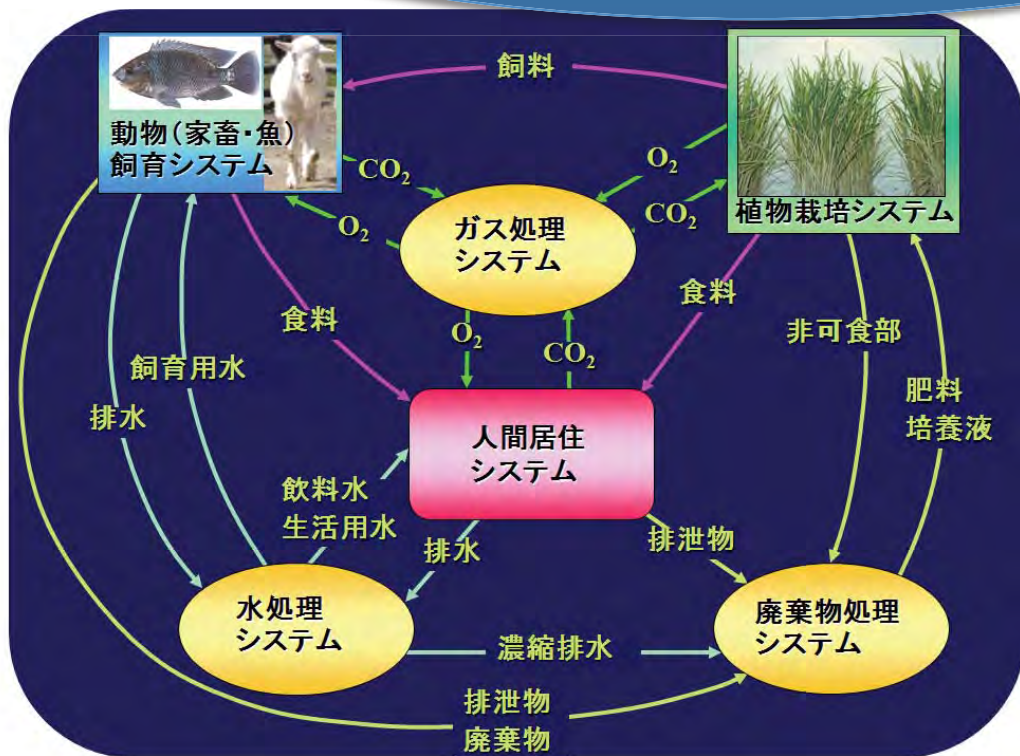 飼料
動物(家畜・魚)
飼育システム
CO₂
O₂
O₂
CO₂
植物栽培システム
ガス処理
システム
食料
O₂
CO₂
食料
非可食部
飼育用水
排水
肥料
培養液
人間居住
システム
飲料水
生活用水
排水
排泄物
水処理
システム
廃棄物処理
システム
濃縮排水
排泄物
廃棄物